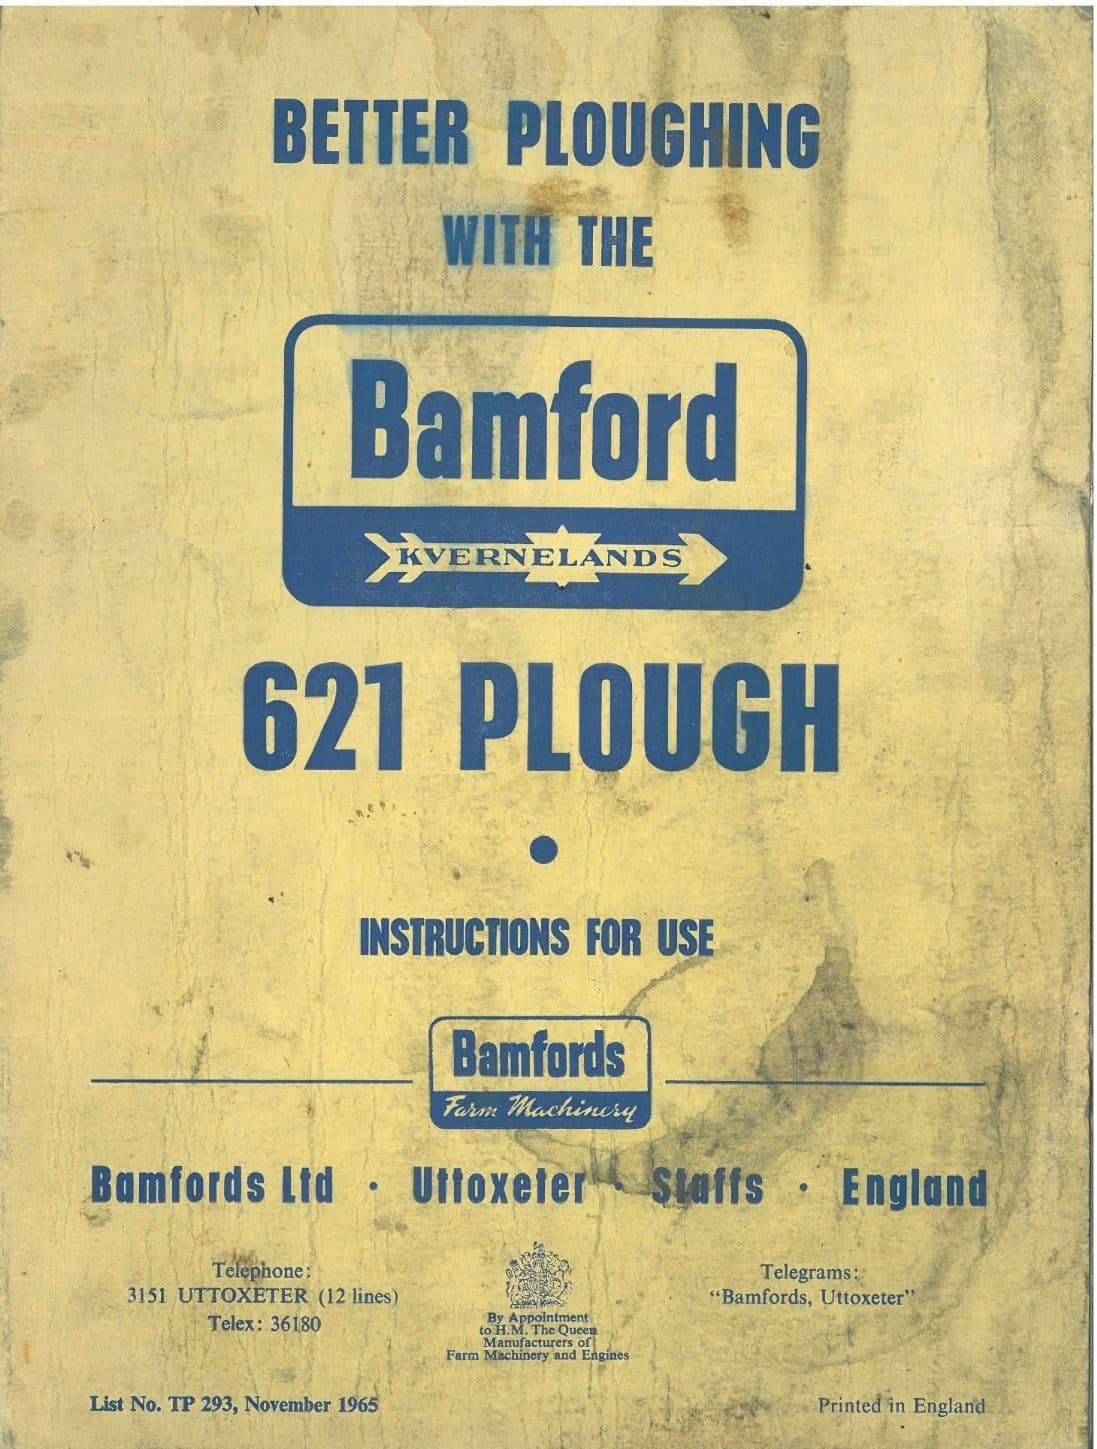 BETTER PLOUGHING
WITH THE
Bamford
KVERNELANDS
621 PLOUGH
•
INSTRUCTIONS FOR USE
Bamfords
Farm Machinery
Bamfords Ltd · Uttoxeter · Staffs · England
Telephone:
3151 UTTOXETER (12 lines)
Telex: 36180
By Appointment
to H.M. The Queen
Manufacturers of
Farm Machinery and Engines
Telegrams:
"Bamfords, Uttoxeter"
List No. TP 293, November 1965
Printed in England